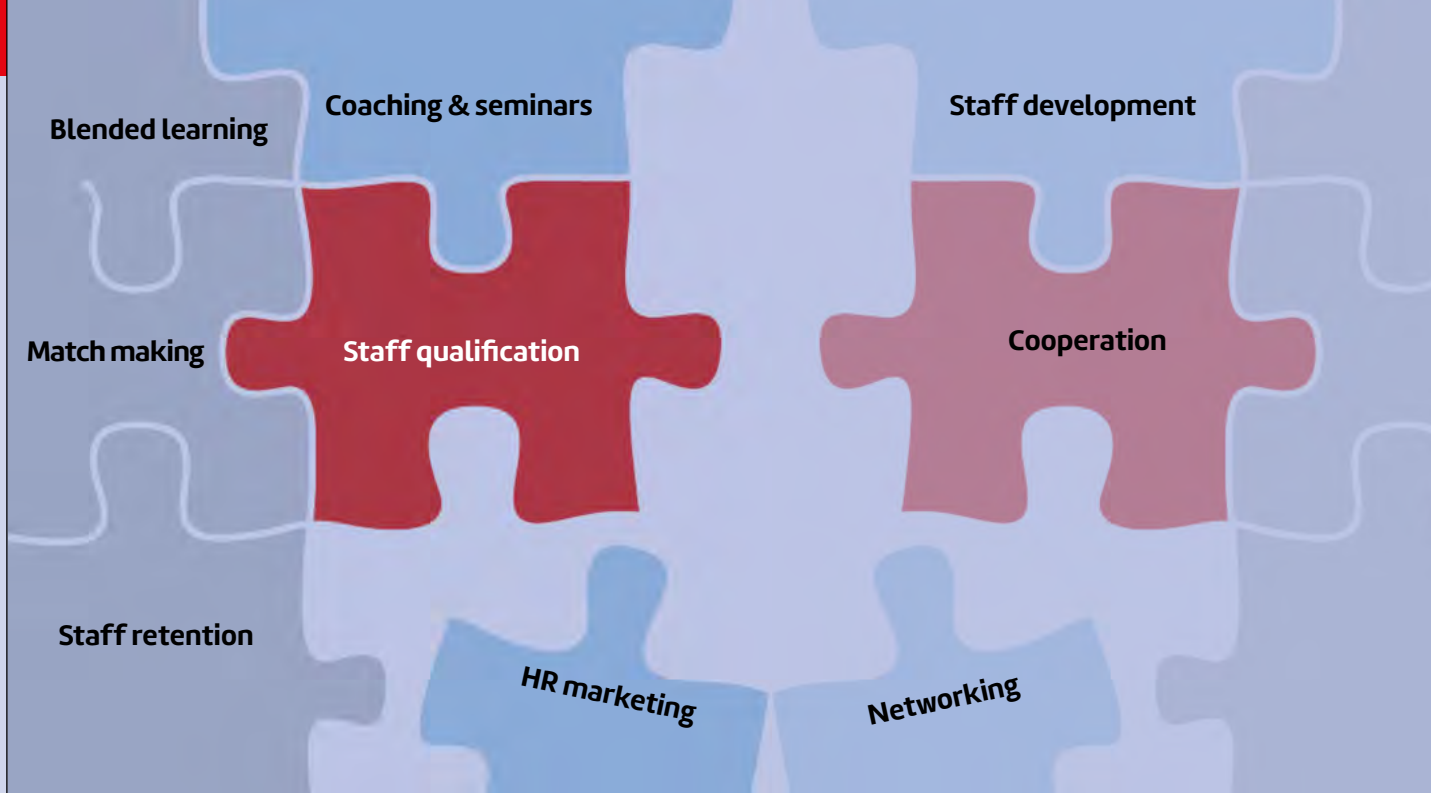 Coaching & seminars
Staff development
Blended learning
Match making
Staff qualification
Cooperation
Staff retention
HR marketing
Networking